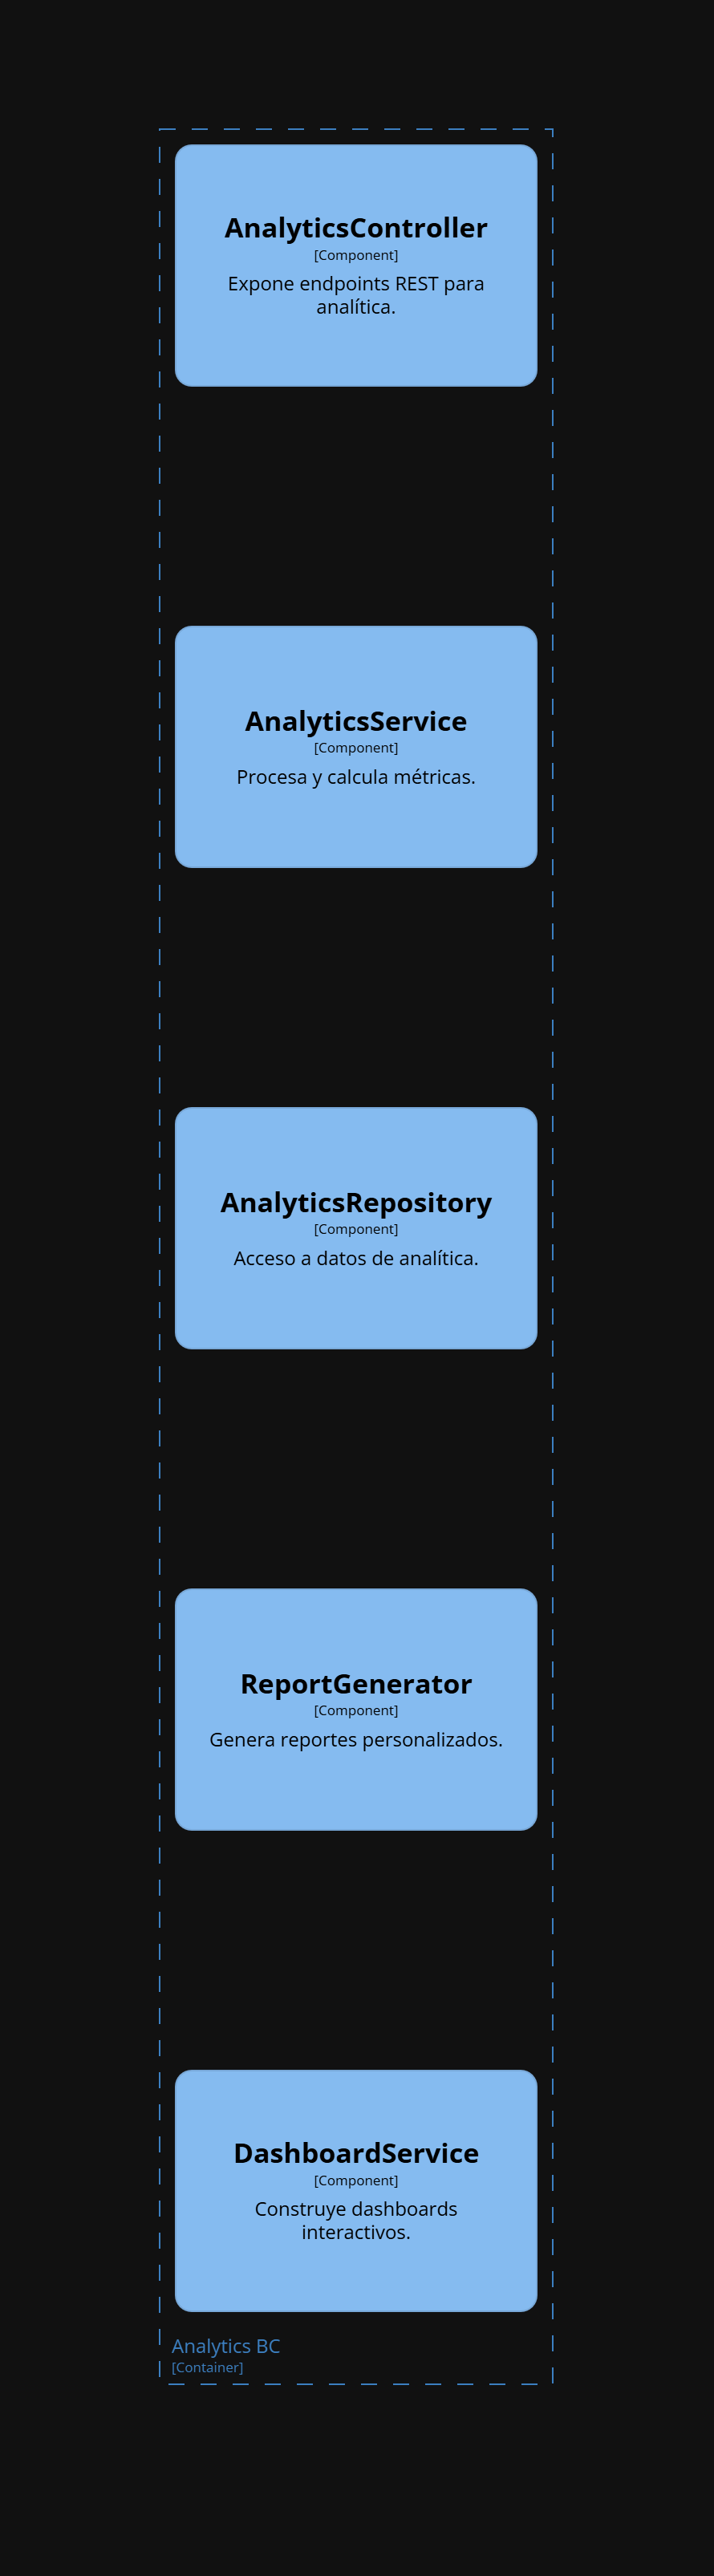 AnalyticsController
[Component]
Expone endpoints REST para
analítica.
AnalyticsService
[Component]
Procesa y calcula métricas.
AnalyticsRepository
[Component]
Acceso a datos de analítica.
ReportGenerator
[Component]
Genera reportes personalizados.
DashboardService
[Component]
Construye dashboards
interactivos.
Analytics BC
[Container]